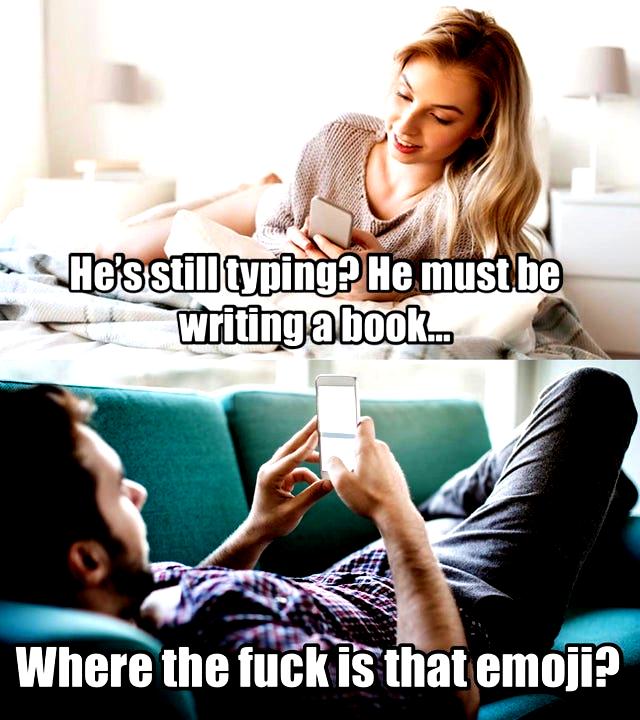 He's still typing? He must be
writing a book...
Where the fuck is that emoji?